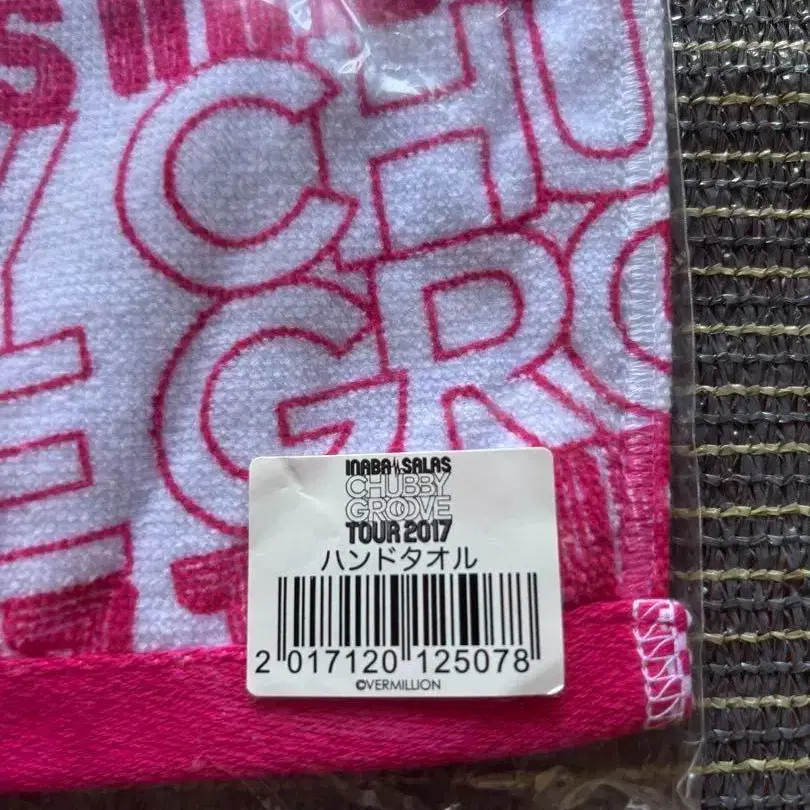 CHU
GRO
INABA SALAS
CHUBBY
GROOVE
TOUR 2017
ハンドタオル
2 017120 125078
©VERMILLION